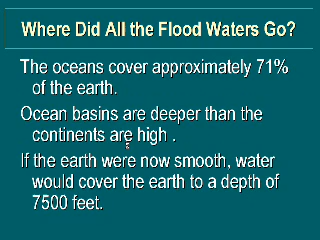 Where Did All the Flood Waters Go?
The oceans cover approximately 71%
of the earth.
Ocean basins are deeper than the
continents are high .
If the earth were now smooth, water
would cover the earth to a depth of
7500 feet.